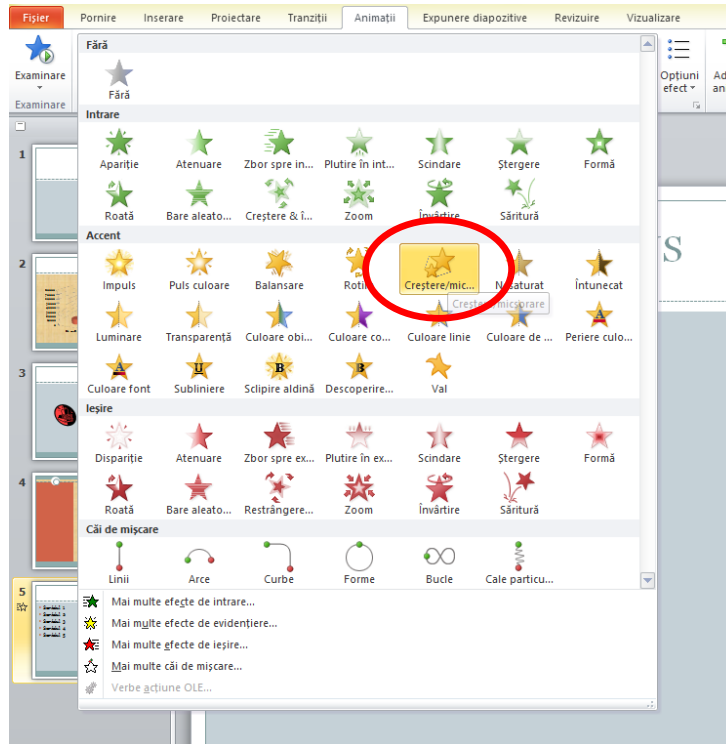 Fișier Pornire Inserare Proiectare Tranziții Animații Expunere diapozitive Revizuire Vizualizare
Examinare
Examinare
Opțiuni
efect
Fără
Fără
Intrare
Apariție Atenuare Zbor spre in... Plutire în int... Scindare Ștergere Formă
Roată Bare aleato... Creștere & î... Zoom Învârtire Săritură
Accent
Impuls Puls culoare Balansare Creștere/mic... Întunecat
Luminare Transparență Culoare obi... Culoare co... Culoare linie Culoare de ... Periere culo...
Culoare font Subliniere Sclipire aldină Descoperire... Val
Ieșire
Dispariție Atenuare Zbor spre ex... Plutire în ex... Scindare Ștergere Formă
Roată Bare aleato... Restrângere... Zoom Învârtire Săritură
Căi de mișcare
Linii Arce Curbe Forme Bucle Cale particu...
Mai multe efecte de intrare...
Mai multe efecte de evidențiere...
Mai multe efecte de ieșire...
Mai multe căi de mișcare...
Verbe acțiune OLE...
1
2
3
4
5
S